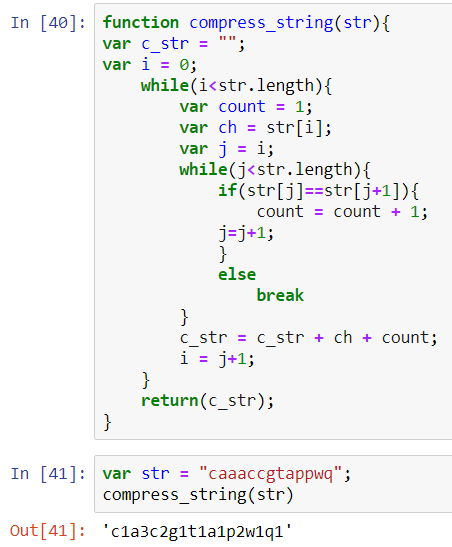 In [40]: function compress_string(str){
var c_str = "";
var i = 0;
    while(i<str.length){
        var count = 1;
        var ch = str[i];
        var j = i;
        while(j<str.length){
            if(str[j]==str[j+1]){
                count = count + 1;
            j=j+1;
            }
            else
                break
        }
        c_str = c_str + ch + count;
        i = j+1;
    }
    return(c_str);
}
In [41]: var str = "caaaccgtappwq";
compress_string(str)
Out[41]: 'c1a3c2g1t1a1p2w1q1'